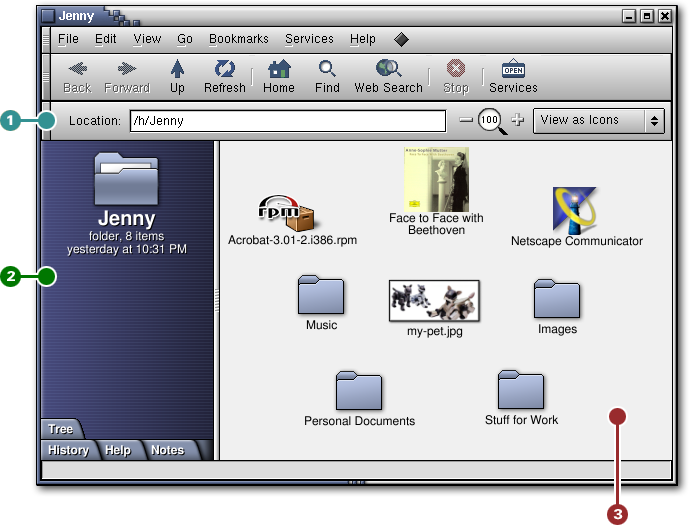 Jenny
File Edit View Go Bookmarks Services Help
Back Forward Up Refresh Home Find Web Search Stop OPEN Services
1
Location: /h/Jenny 100 View as Icons
Jenny
folder, 8 items
yesterday at 10:31 PM
rpm
Acrobat-3.01-2.i386.rpm
Face to Face with
Beethoven
Netscape Communicator
2
Music
my-pet.jpg
Images
Personal Documents
Stuff for Work
Tree
History Help Notes
3